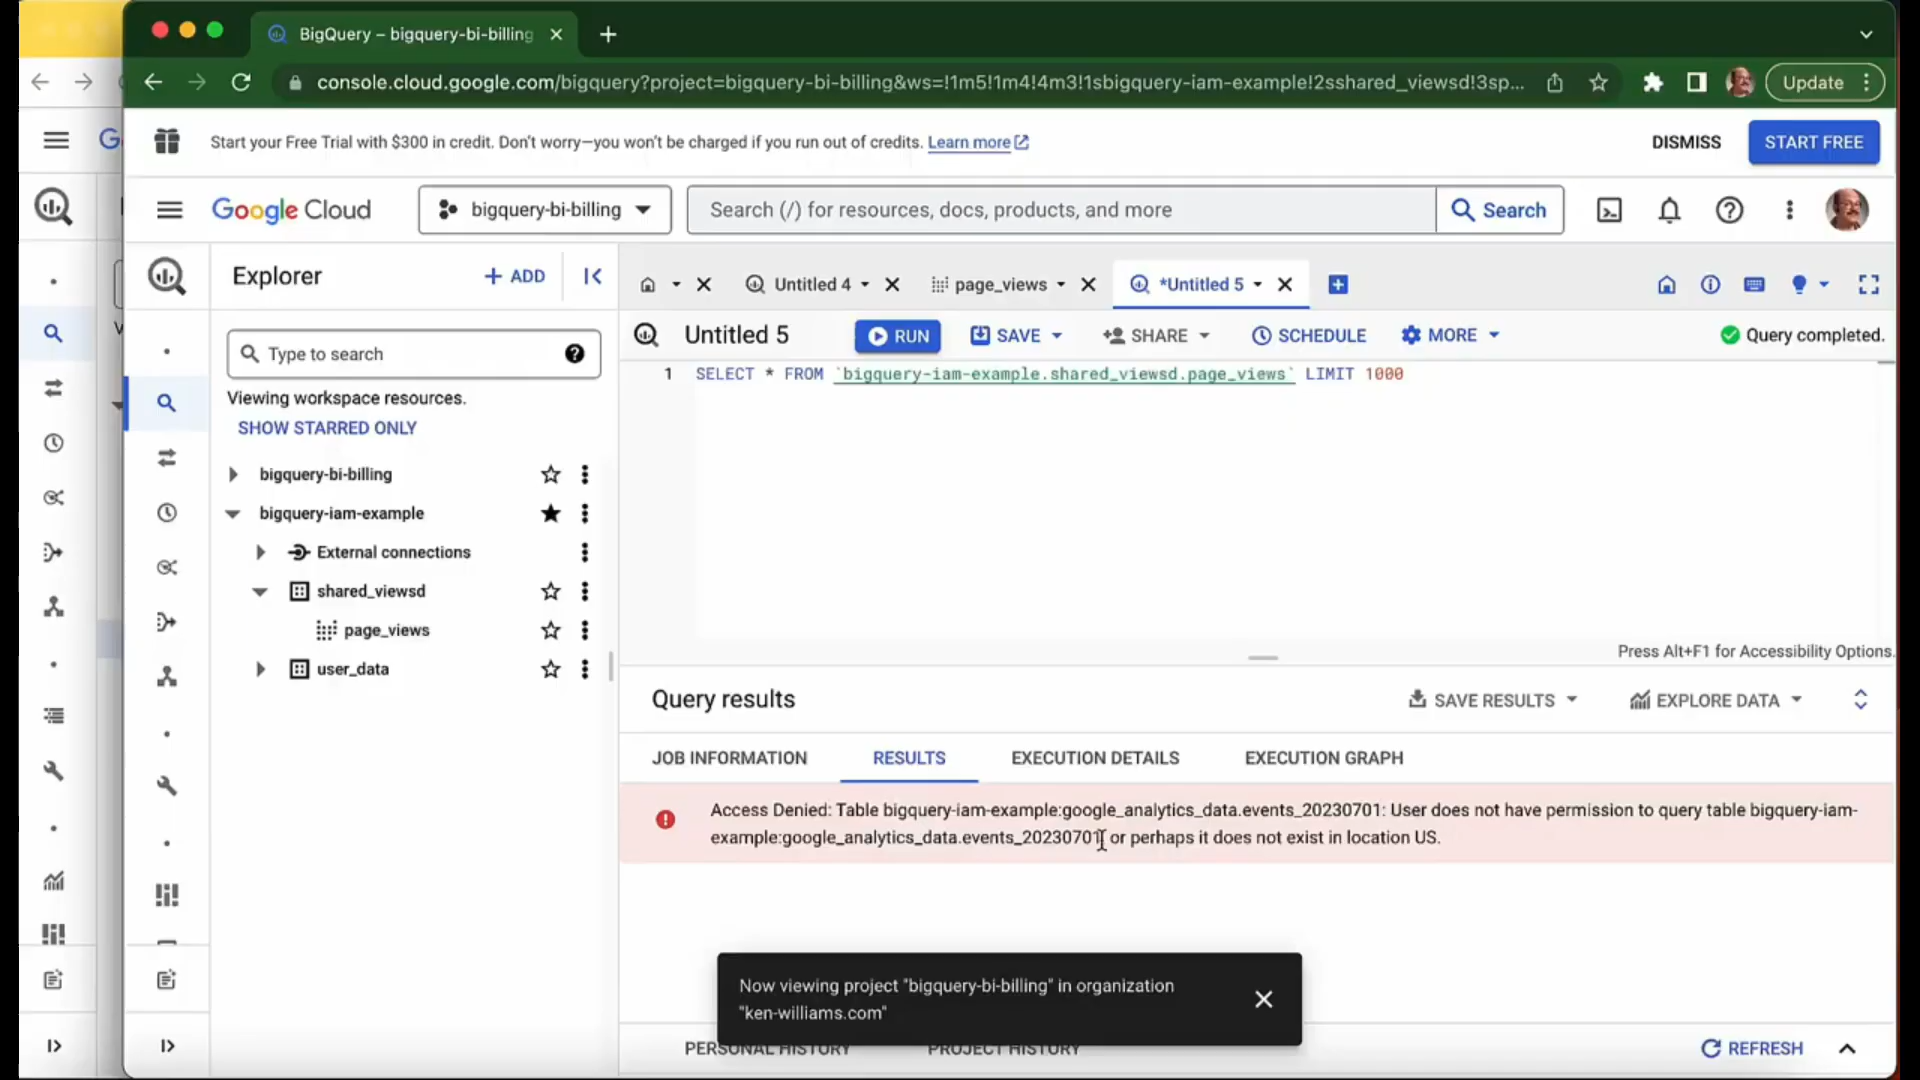 BigQuery – bigquery-bi-billing
console.cloud.google.com/bigquery?project=bigquery-bi-billing&ws=!1m5!1m4!4m3!1sbigquery-iam-example!2sshared_viewsd!3sp...
Update
Start your Free Trial with $300 in credit. Don't worry—you won't be charged if you run out of credits. Learn more
DISMISS
START FREE
Google Cloud
bigquery-bi-billing
Search (/) for resources, docs, products, and more
Search
Explorer
+ ADD
Untitled 4
page_views
*Untitled 5
Untitled 5
RUN
SAVE
SHARE
SCHEDULE
MORE
Query completed.
Type to search
Viewing workspace resources.
SHOW STARRED ONLY
bigquery-bi-billing
bigquery-iam-example
External connections
shared_viewsd
page_views
user_data
1 SELECT * FROM `bigquery-iam-example.shared_viewsd.page_views` LIMIT 1000
Press Alt+F1 for Accessibility Options.
Query results
SAVE RESULTS
EXPLORE DATA
JOB INFORMATION
RESULTS
EXECUTION DETAILS
EXECUTION GRAPH
Access Denied: Table bigquery-iam-example:google_analytics_data.events_20230701: User does not have permission to query table bigquery-iam-
example:google_analytics_data.events_20230701, or perhaps it does not exist in location US.
Now viewing project "bigquery-bi-billing" in organization
"ken-williams.com"
PERSONAL HISTORY
PROJECT HISTORY
REFRESH